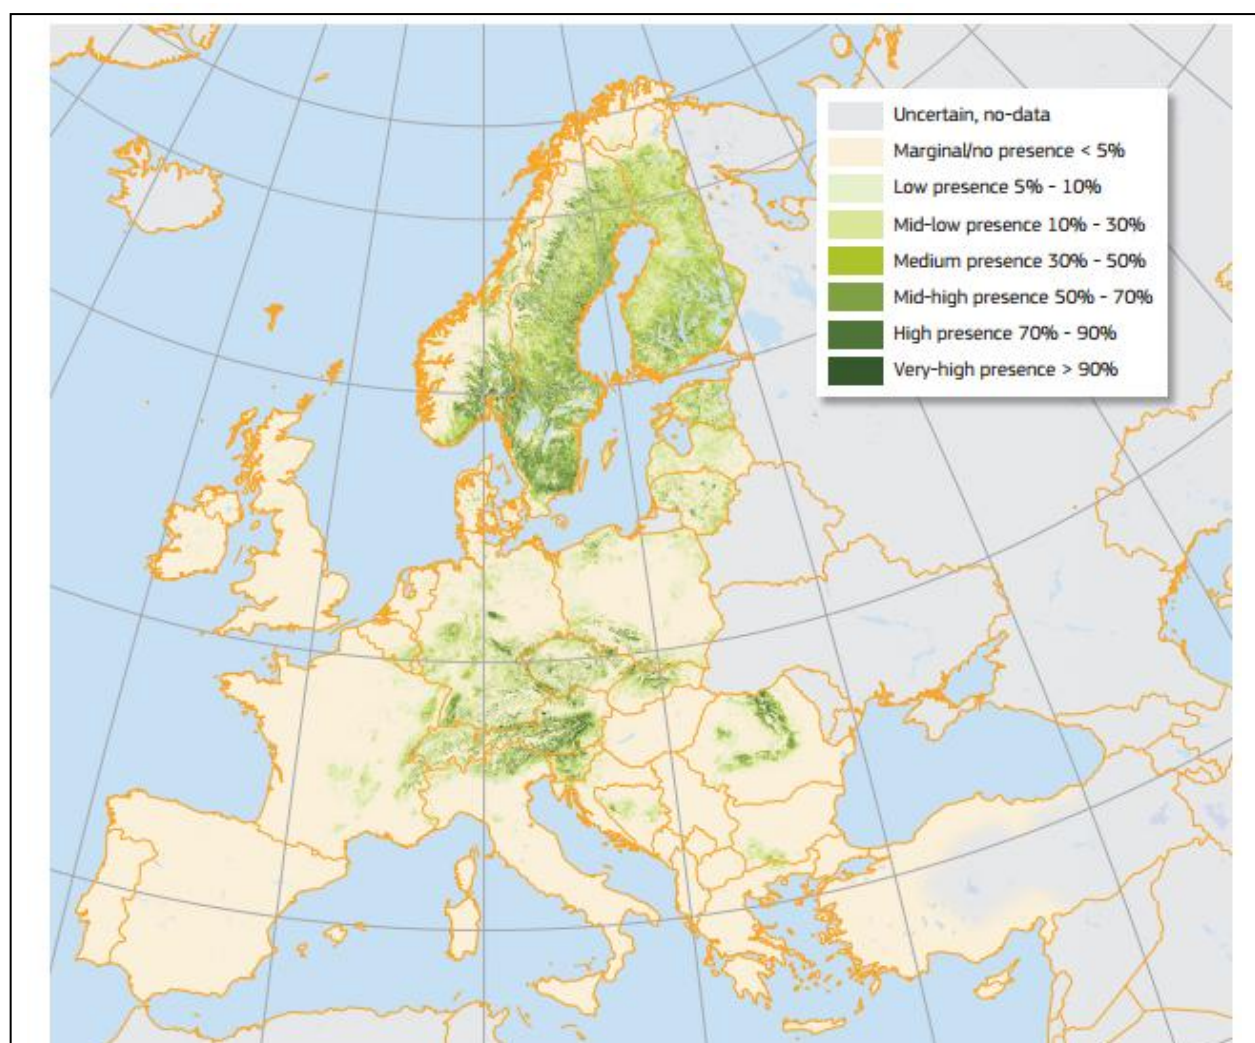 Uncertain, no-data
Marginal/no presence < 5%
Low presence 5% - 10%
Mid-low presence 10% - 30%
Medium presence 30% - 50%
Mid-high presence 50% - 70%
High presence 70% - 90%
Very-high presence > 90%